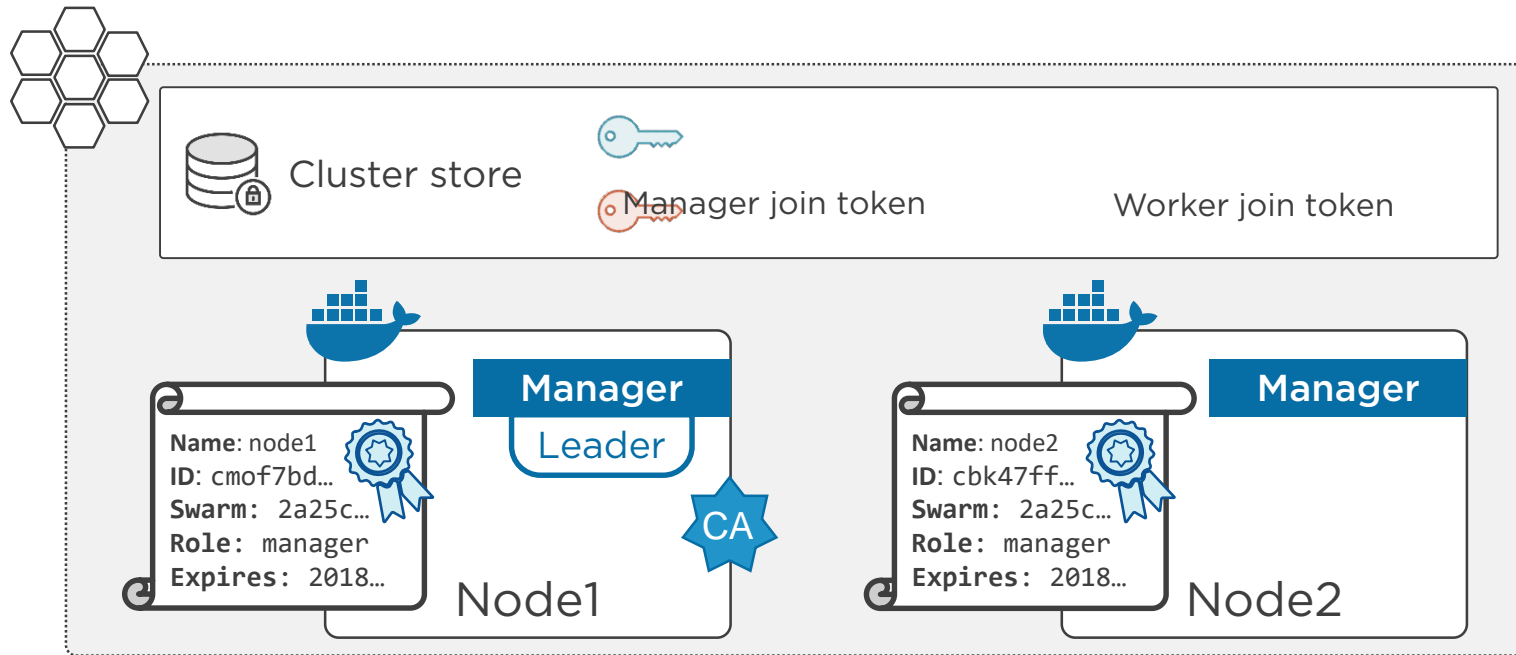 Cluster store
Manager join token
Worker join token
Manager
Leader
Name: node1
ID: cmof7bd…
Swarm: 2a25c…
Role: manager
Expires: 2018…
CA
Node1
Manager
Name: node2
ID: cbk47ff…
Swarm: 2a25c…
Role: manager
Expires: 2018…
Node2